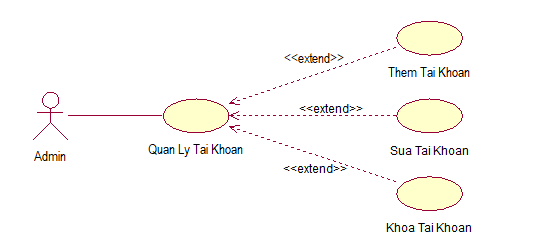 <<extend>>
Them Tai Khoan
<<extend>>
Admin
Quan Ly Tai Khoan
Sua Tai Khoan
<<extend>>
Khoa Tai Khoan